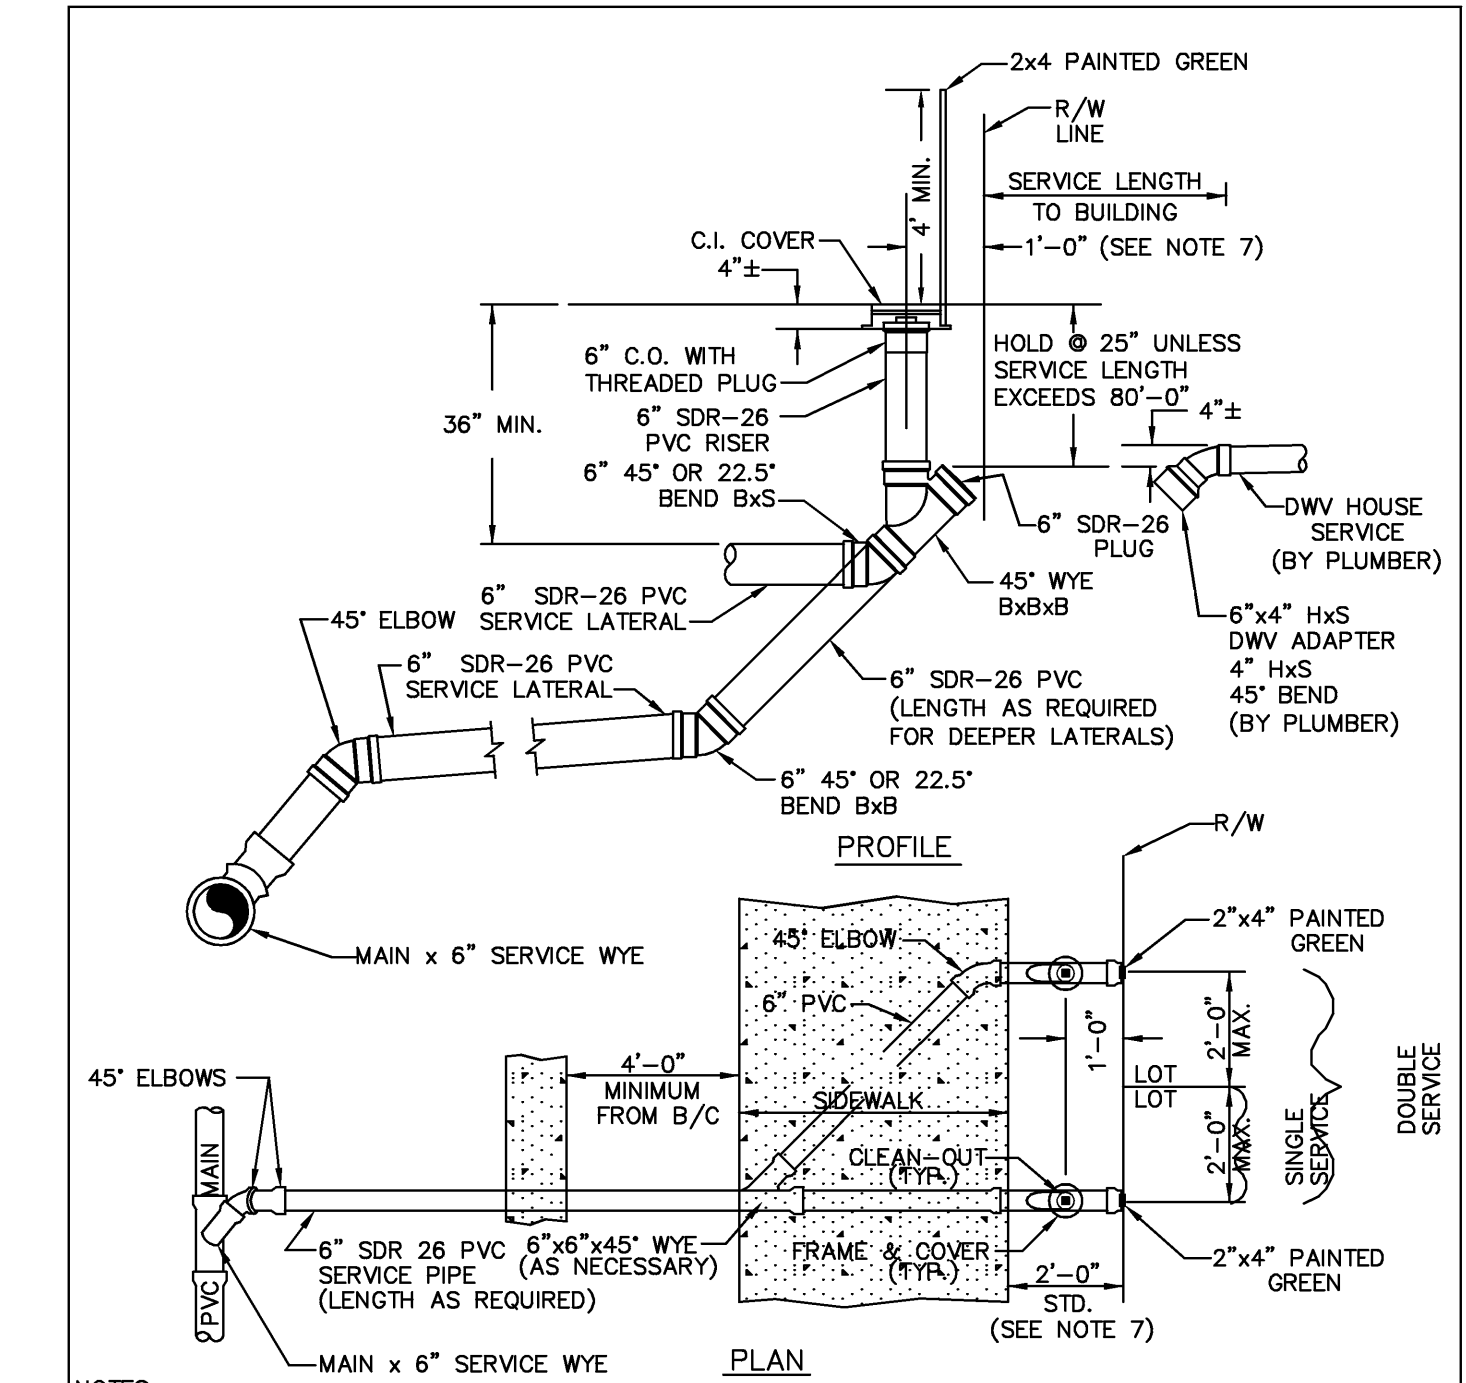 2x4 PAINTED GREEN
R/W
LINE
4' MIN.
SERVICE LENGTH
TO BUILDING
1'-0" (SEE NOTE 7)
C.I. COVER
4"±
6" C.O. WITH
THREADED PLUG
HOLD @ 25" UNLESS
SERVICE LENGTH
EXCEEDS 80'-0"
36" MIN.
6" SDR-26
PVC RISER
4"±
6" 45° OR 22.5°
BEND BxS
6" SDR-26
PLUG
DWV HOUSE
SERVICE
(BY PLUMBER)
45° WYE
BxBxB
6" SDR-26 PVC
SERVICE LATERAL
45° ELBOW
6" SDR-26 PVC
SERVICE LATERAL
6"x4" HxS
DWV ADAPTER
4" HxS
45° BEND
(BY PLUMBER)
6" SDR-26 PVC
(LENGTH AS REQUIRED
FOR DEEPER LATERALS)
6" 45° OR 22.5°
BEND BxB
PROFILE
MAIN x 6" SERVICE WYE
R/W
2"x4" PAINTED
GREEN
45° ELBOW
6" PVC
1'-0"
2'-0"
MAX.
LOT
LOT
2'-0"
MAX.
SINGLE
SERVICE
DOUBLE
SERVICE
4'-0"
MINIMUM
FROM B/C
SIDEWALK
45° ELBOWS
MAIN
PVC
CLEAN-OUT
(TYP.)
6" SDR 26 PVC
SERVICE PIPE
(LENGTH AS REQUIRED)
6"x6"x45° WYE
(AS NECESSARY)
FRAME & COVER
(TYP.)
2'-0"
STD.
(SEE NOTE 7)
2"x4" PAINTED
GREEN
MAIN x 6" SERVICE WYE
PLAN